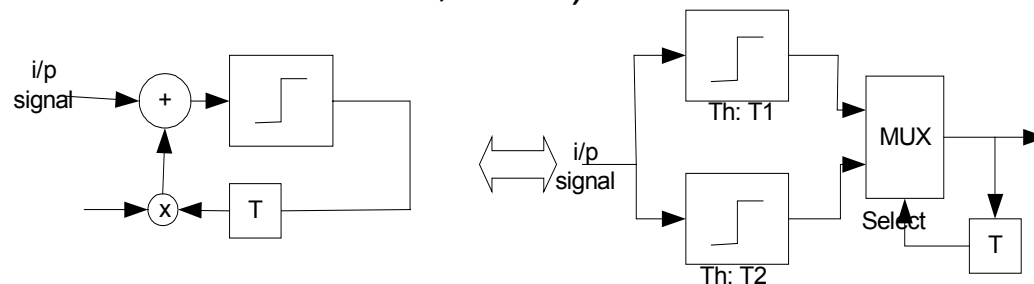 i/p
signal
+
x
T
i/p
signal
Th: T1
Th: T2
MUX
Select
T